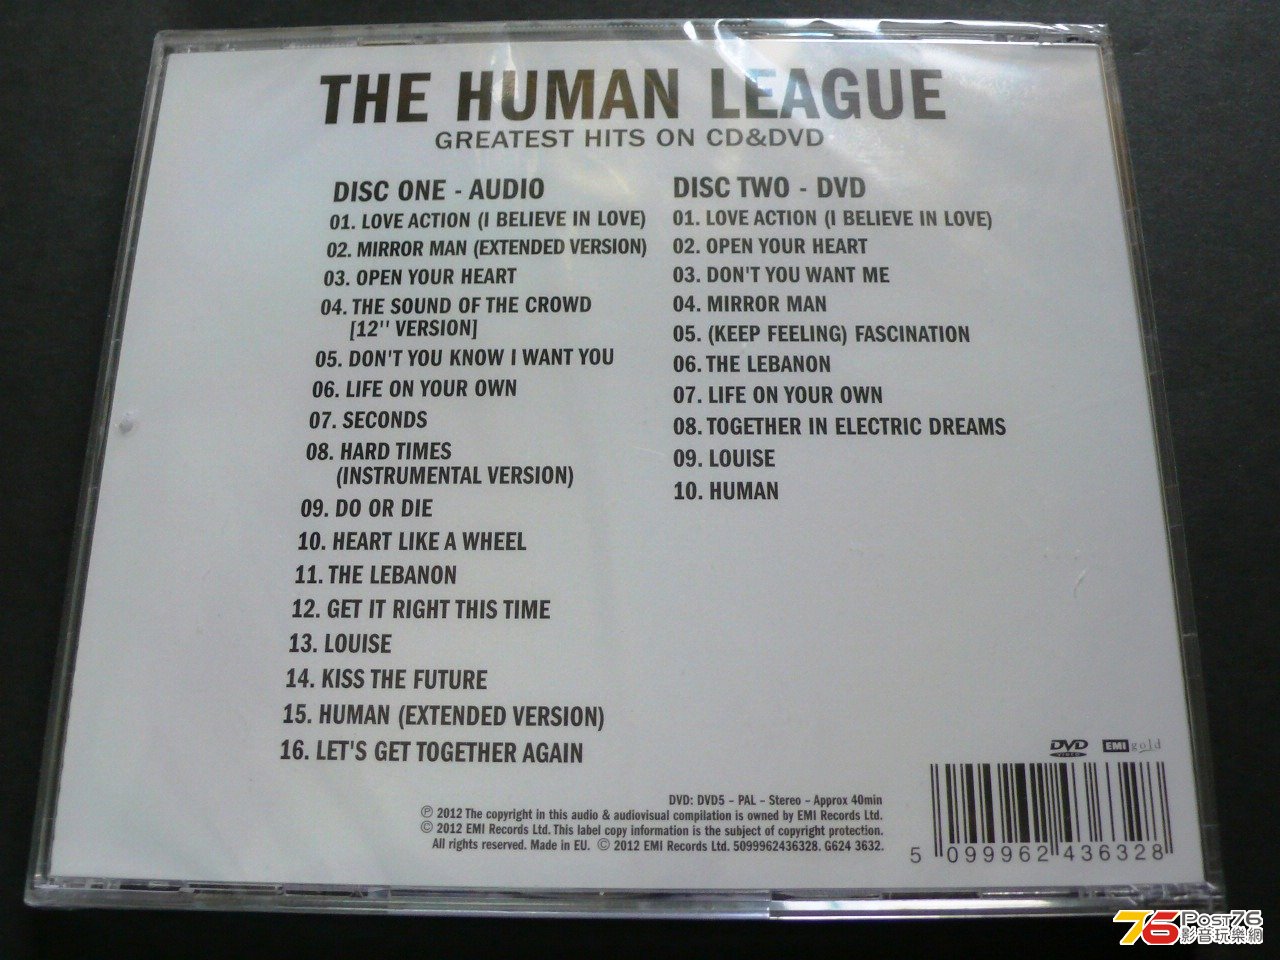 THE HUMAN LEAGUE
GREATEST HITS ON CD&DVD
DISC ONE - AUDIO
01. LOVE ACTION (I BELIEVE IN LOVE)
02. MIRROR MAN (EXTENDED VERSION)
03. OPEN YOUR HEART
04. THE SOUND OF THE CROWD
[12'' VERSION]
05. DON'T YOU KNOW I WANT YOU
06. LIFE ON YOUR OWN
07. SECONDS
08. HARD TIMES
(INSTRUMENTAL VERSION)
09. DO OR DIE
10. HEART LIKE A WHEEL
11. THE LEBANON
12. GET IT RIGHT THIS TIME
13. LOUISE
14. KISS THE FUTURE
15. HUMAN (EXTENDED VERSION)
16. LET'S GET TOGETHER AGAIN
DISC TWO - DVD
01. LOVE ACTION (I BELIEVE IN LOVE)
02. OPEN YOUR HEART
03. DON'T YOU WANT ME
04. MIRROR MAN
05. (KEEP FEELING) FASCINATION
06. THE LEBANON
07. LIFE ON YOUR OWN
08. TOGETHER IN ELECTRIC DREAMS
09. LOUISE
10. HUMAN
DVD VIDEO EMI gold
DVD: DVD5 – PAL – Stereo – Approx 40min
℗ 2012 The copyright in this audio & audiovisual compilation is owned by EMI Records Ltd.
© 2012 EMI Records Ltd. This label copy information is the subject of copyright protection.
All rights reserved. Made in EU. © 2012 EMI Records Ltd. 5099962436328. G624 3632.
5 099962 436328
76 POST76
影音玩樂網